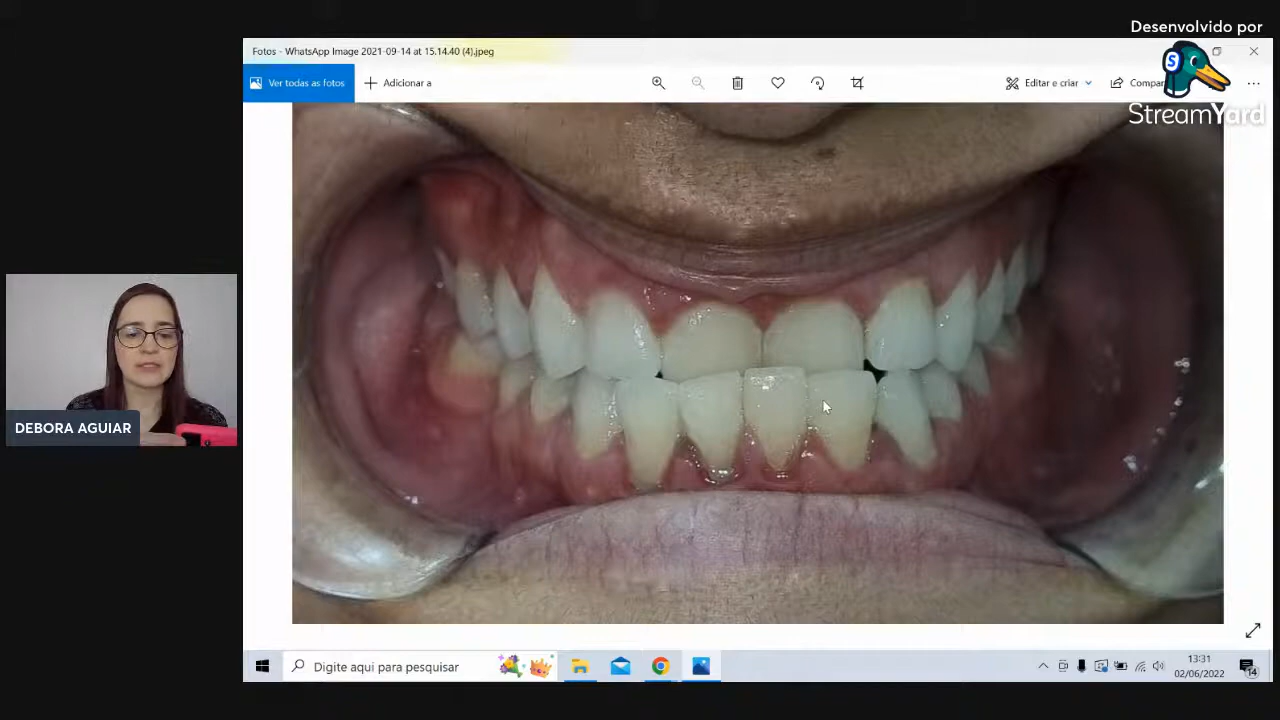 Desenvolvido por
StreamYard
Fotos - WhatsApp Image 2021-09-14 at 15.14.40 (4).jpeg
Ver todas as fotos
Adicionar a
Editar e criar
DEBORA AGUIAR
Digite aqui para pesquisar
13:31
02/06/2022
14